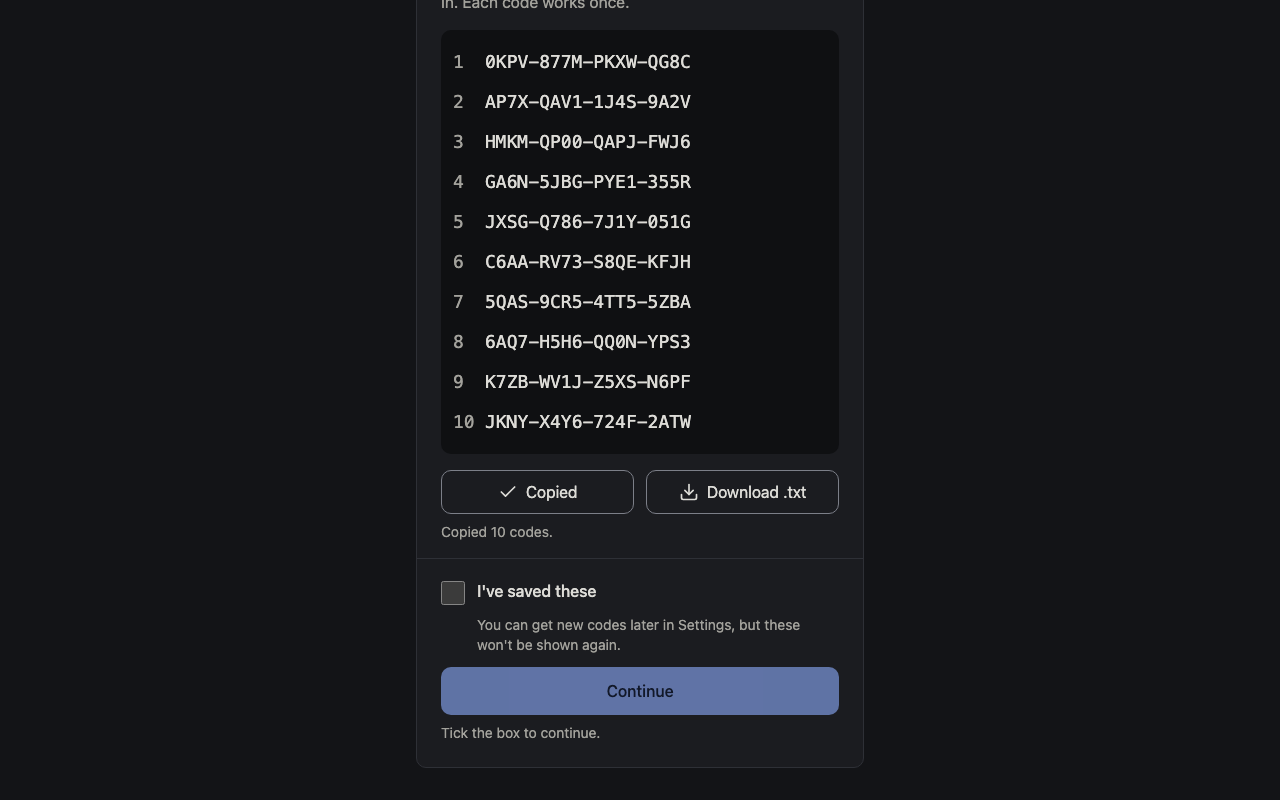 in. Each code works once.
1 0KPV-877M-PKXW-QG8C
2 AP7X-QAV1-1J4S-9A2V
3 HMKM-QP00-QAPJ-FWJ6
4 GA6N-5JBG-PYE1-355R
5 JXSG-Q786-7J1Y-051G
6 C6AA-RV73-S8QE-KFJH
7 5QAS-9CR5-4TT5-5ZBA
8 6AQ7-H5H6-QQ0N-YPS3
9 K7ZB-WV1J-Z5XS-N6PF
10 JKNY-X4Y6-724F-2ATW
Copied Download .txt
Copied 10 codes.
I've saved these
You can get new codes later in Settings, but these
won't be shown again.
Continue
Tick the box to continue.